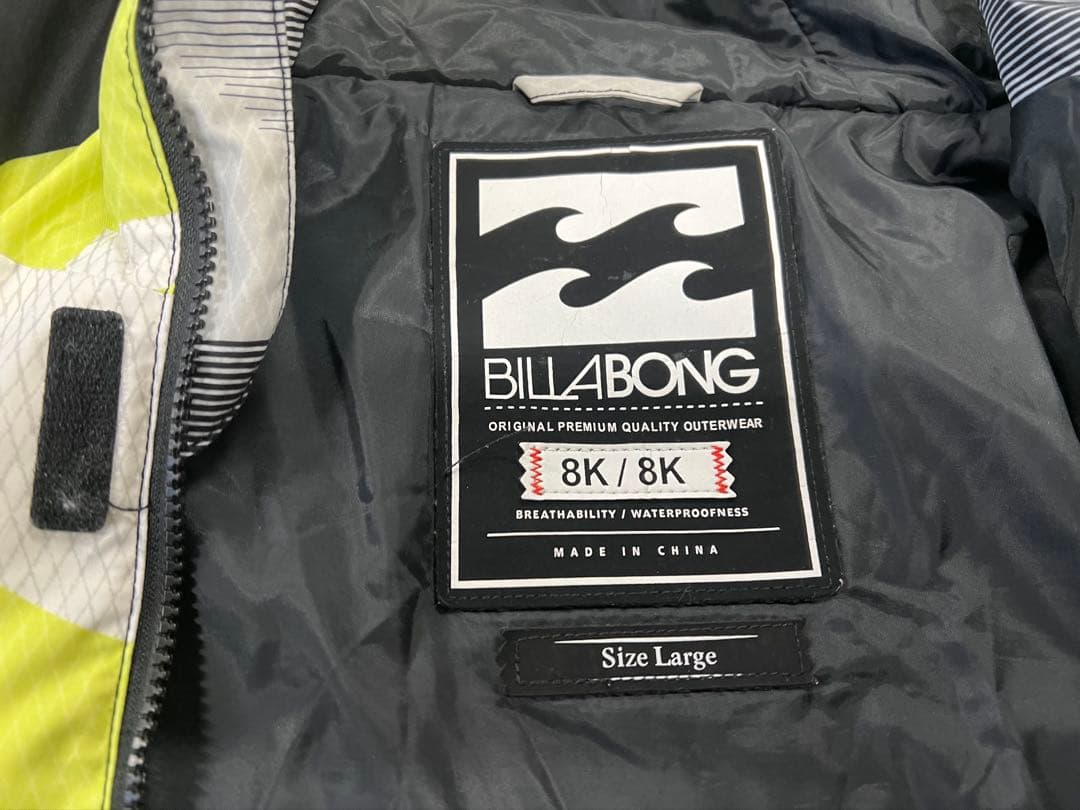 BILLABONG
ORIGINAL PREMIUM QUALITY OUTERWEAR
8K / 8K
BREATHABILITY / WATERPROOFNESS
MADE IN CHINA
Size Large